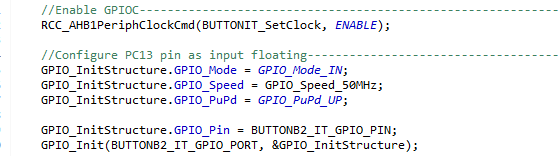 //Enable GPIOC----------------------------------------------------------
RCC_AHB1PeriphClockCmd(BUTTONIT_SetClock, ENABLE);
//Configure PC13 pin as input floating----------------------------------
GPIO_InitStructure.GPIO_Mode = GPIO_Mode_IN;
GPIO_InitStructure.GPIO_Speed = GPIO_Speed_50MHz;
GPIO_InitStructure.GPIO_PuPd = GPIO_PuPd_UP;
GPIO_InitStructure.GPIO_Pin = BUTTONB2_IT_GPIO_PIN;
GPIO_Init(BUTTONB2_IT_GPIO_PORT, &GPIO_InitStructure);